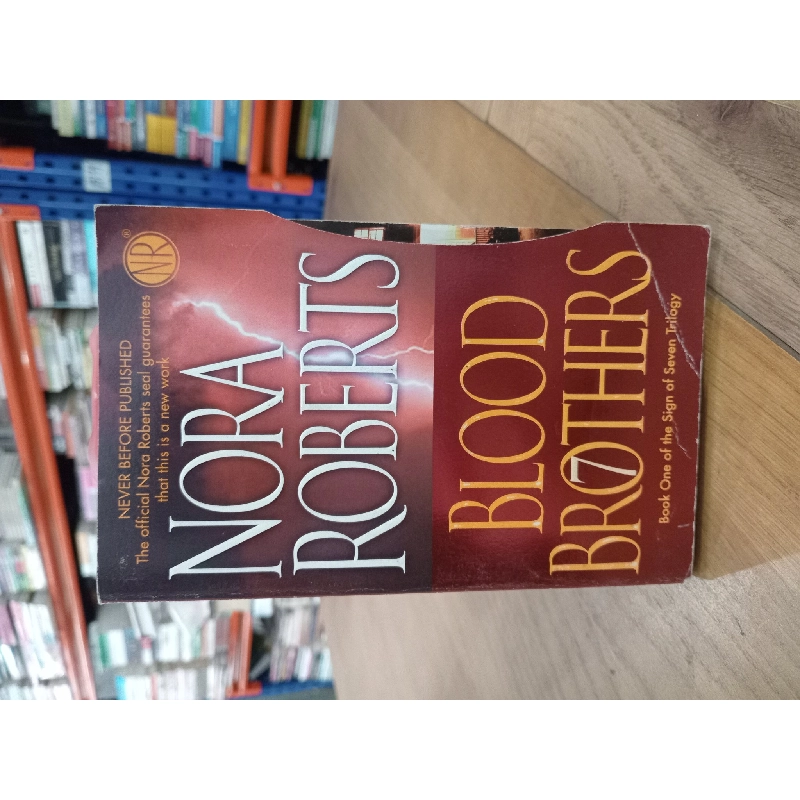 NEVER BEFORE PUBLISHED
The official Nora Roberts seal guarantees
that this is a new work
NR®
NORA
ROBERTS
BLOOD
BROTHERS
7
Book One of the Sign of Seven Trilogy